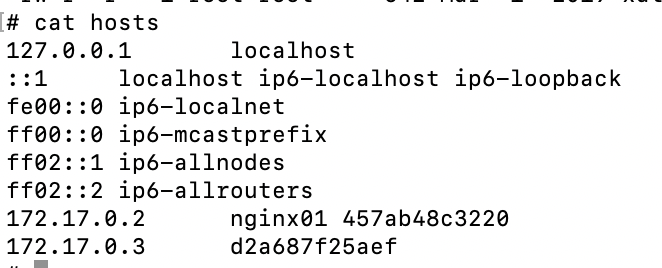 # cat hosts
127.0.0.1       localhost
::1     localhost ip6-localhost ip6-loopback
fe00::0 ip6-localnet
ff00::0 ip6-mcastprefix
ff02::1 ip6-allnodes
ff02::2 ip6-allrouters
172.17.0.2      nginx01 457ab48c3220
172.17.0.3      d2a687f25aef
#